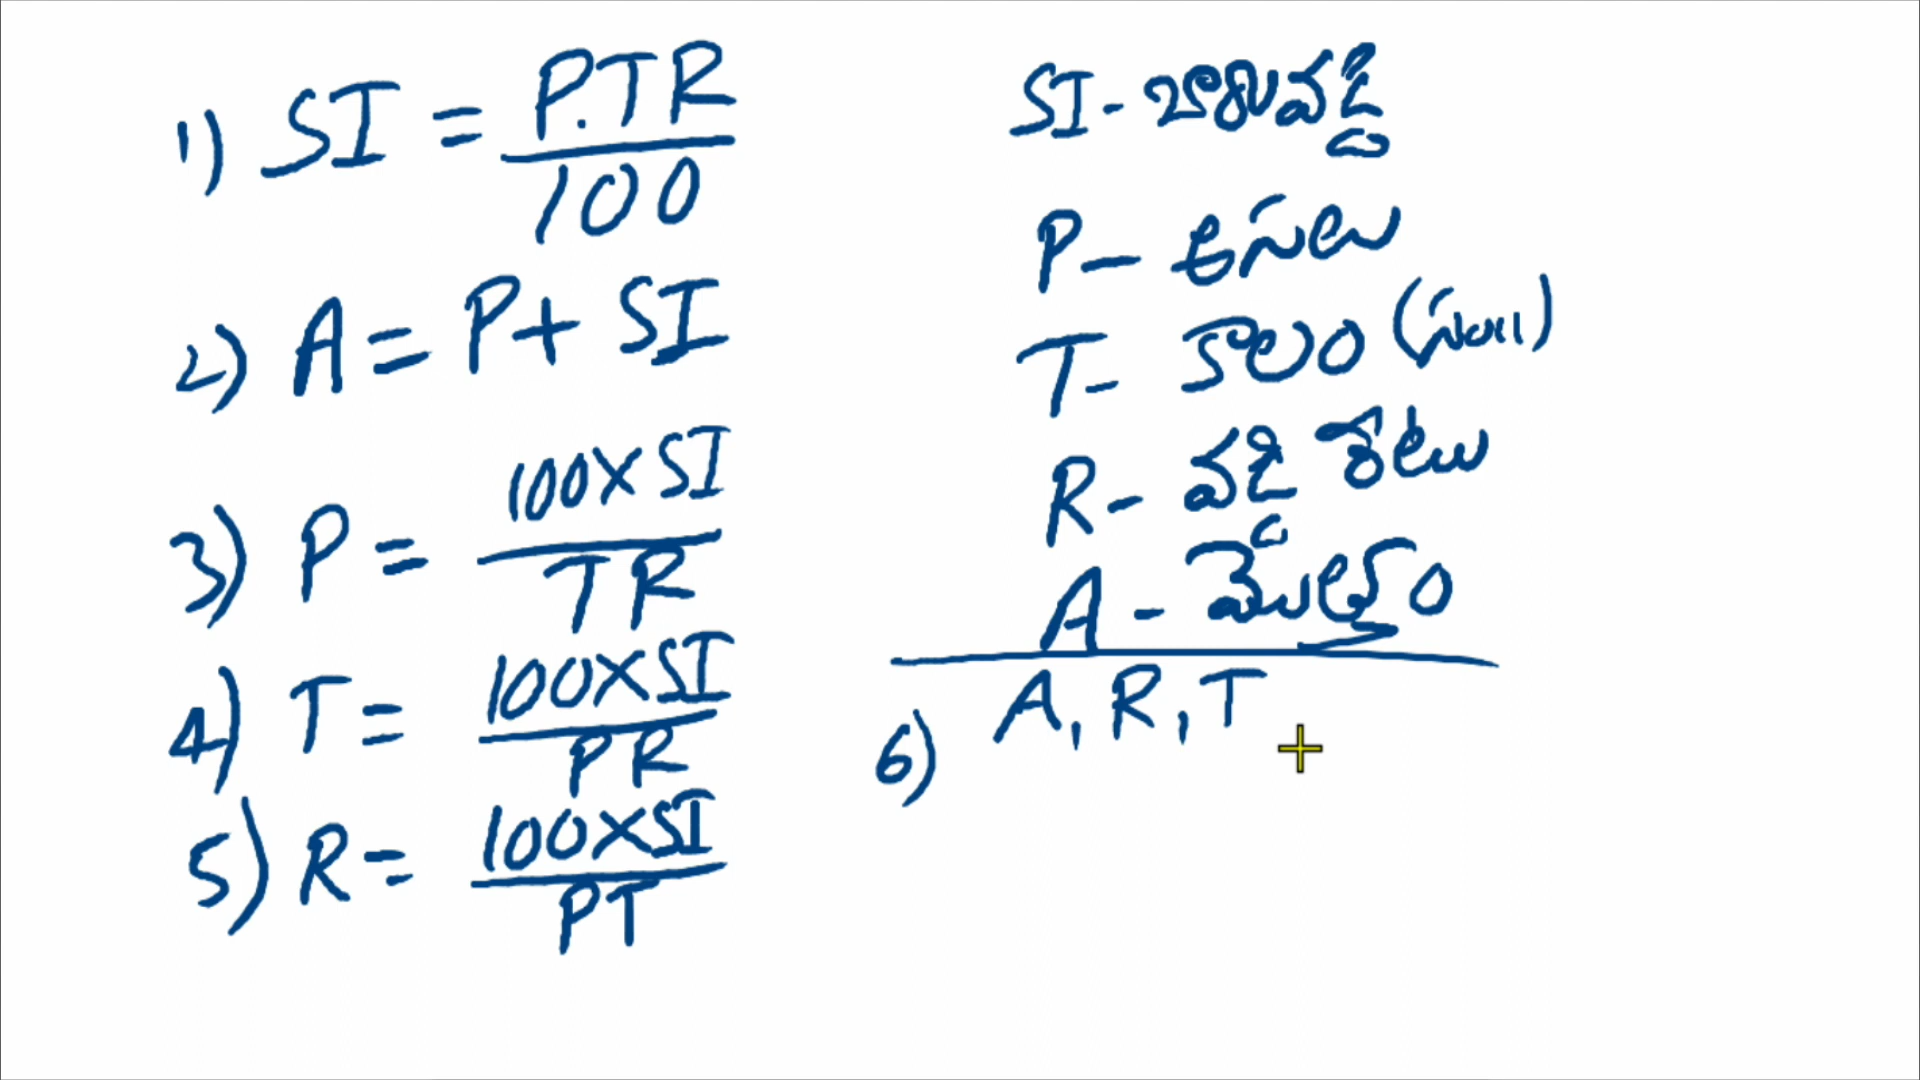 1) SI = P.TR / 100
2) A = P + SI
3) P = 100 X SI / TR
4) T = 100 X SI / PR
5) R = 100 X SI / PT
SI - బారువడ్డీ
P - అసలు
T - కాలం (సం॥)
R - వడ్డీ రేటు
A - మొత్తం
6) A, R, T